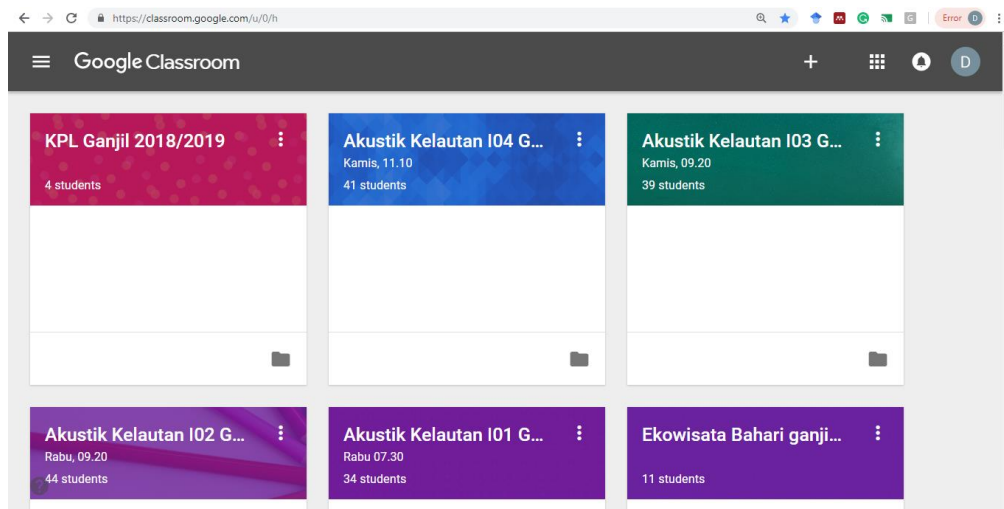 https://classroom.google.com/u/0/h
G
Error D
Google Classroom
D
KPL Ganjil 2018/2019
4 students
Akustik Kelautan I04 G...
Kamis, 11.10
41 students
Akustik Kelautan I03 G...
Kamis, 09.20
39 students
Akustik Kelautan I02 G...
Rabu, 09.20
44 students
Akustik Kelautan I01 G...
Rabu 07.30
34 students
Ekowisata Bahari ganji...
11 students